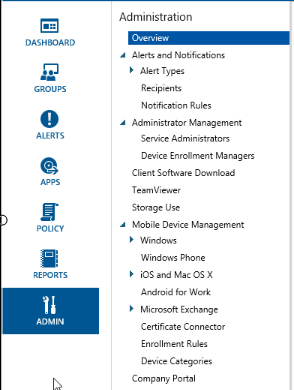 DASHBOARD
GROUPS
ALERTS
APPS
POLICY
REPORTS
ADMIN
Administration
Overview
Alerts and Notifications
Alert Types
Recipients
Notification Rules
Administrator Management
Service Administrators
Device Enrollment Managers
Client Software Download
TeamViewer
Storage Use
Mobile Device Management
Windows
Windows Phone
iOS and Mac OS X
Android for Work
Microsoft Exchange
Certificate Connector
Enrollment Rules
Device Categories
Company Portal